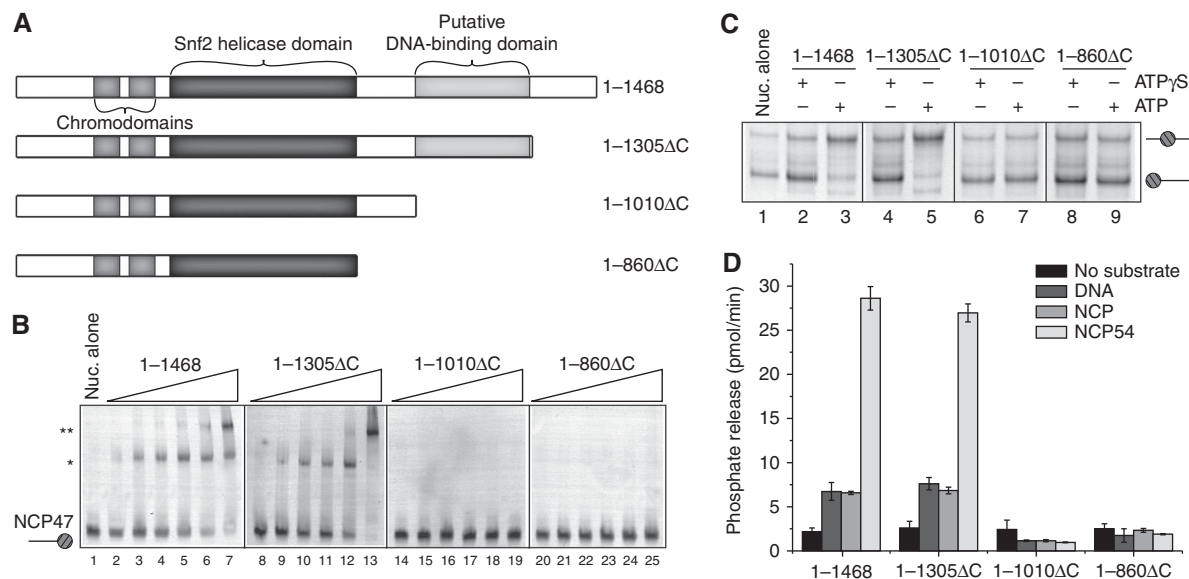 A
Snf2 helicase domain
Putative
DNA-binding domain
1–1468
Chromodomains
1–1305ΔC
1–1010ΔC
1–860ΔC
B
Nuc. alone
1–1468
1–1305ΔC
1–1010ΔC
1–860ΔC
**
*
NCP47
1 2 3 4 5 6 7 8 9 10 11 12 13 14 15 16 17 18 19 20 21 22 23 24 25
C
Nuc. alone
1–1468 1–1305ΔC 1–1010ΔC 1–860ΔC
+ – + – + – + – ATPγS
– + – + – + – + ATP
1 2 3 4 5 6 7 8 9
D
Phosphate release (pmol/min)
30
25
20
15
10
5
0
No substrate
DNA
NCP
NCP54
1–1468 1–1305ΔC 1–1010ΔC 1–860ΔC